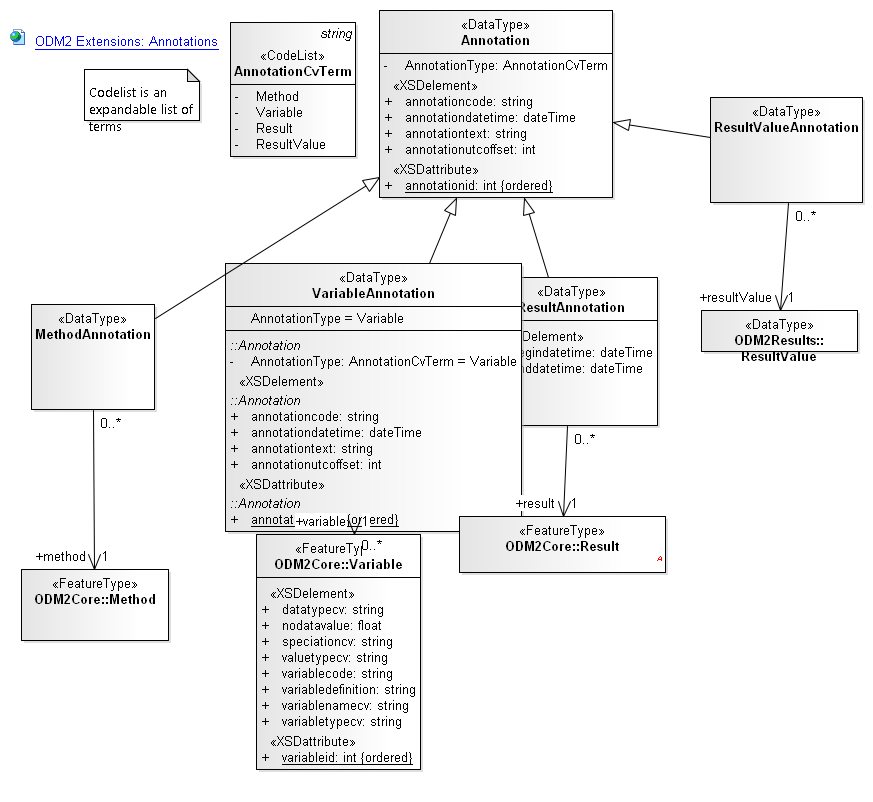 ODM2 Extensions: Annotations
Codelist is an
expandable list of
terms
string
«CodeList»
AnnotationCvTerm
- Method
- Variable
- Result
- ResultValue
«DataType»
Annotation
- AnnotationType: AnnotationCvTerm
«XSDelement»
+ annotationcode: string
+ annotationdatetime: dateTime
+ annotationtext: string
+ annotationutcoffset: int
«XSDattribute»
+ annotationid: int {ordered}
«DataType»
ResultValueAnnotation
0..*
+resultValue 1
«DataType»
ODM2Results::
ResultValue
«DataType»
MethodAnnotation
0..*
+method 1
«FeatureType»
ODM2Core::Method
«DataType»
VariableAnnotation
AnnotationType = Variable
::Annotation
- AnnotationType: AnnotationCvTerm = Variable
«XSDelement»
::Annotation
+ annotationcode: string
+ annotationdatetime: dateTime
+ annotationtext: string
+ annotationutcoffset: int
«XSDattribute»
::Annotation
+ annotat
+variable 1
0..*
«DataType»
ResultAnnotation
Delement»
egindatetime: dateTime
nddatetime: dateTime
0..*
+result 1
«FeatureType»
ODM2Core::Result
A
«FeatureTyp
ODM2Core::Variable
«XSDelement»
+ datatypecv: string
+ nodatavalue: float
+ speciationcv: string
+ valuetypecv: string
+ variablecode: string
+ variabledefinition: string
+ variablenamecv: string
+ variabletypecv: string
«XSDattribute»
+ variableid: int {ordered}